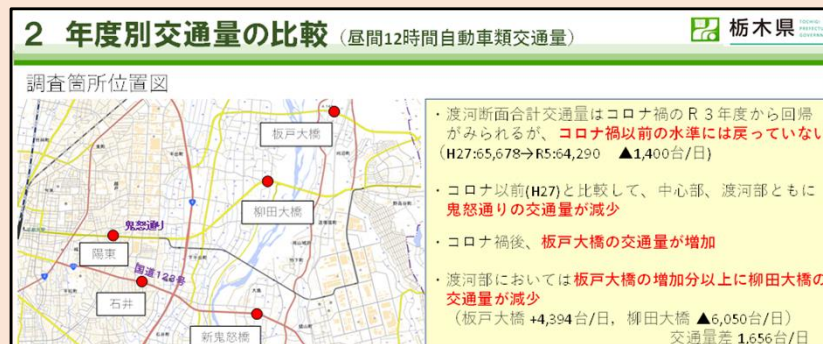 2 年度別交通量の比較（昼間12時間自動車類交通量）
栃木県
調査箇所位置図
板戸大橋
柳田大橋
鬼怒通り
陽東
国道123号
石井
新鬼怒橋
・渡河断面合計交通量はコロナ禍のR3年度から回帰
がみられるが、コロナ禍以前の水準には戻っていない
（H27:65,678→R5:64,290 ▲1,400台/日)
・コロナ以前(H27)と比較して、中心部、渡河部ともに
鬼怒通りの交通量が減少
・コロナ禍後、板戸大橋の交通量が増加
・渡河部においては板戸大橋の増加分以上に柳田大橋の
交通量が減少
（板戸大橋 +4,394台/日，柳田大橋 ▲6,050台/日）
交通量差 1,656台/日